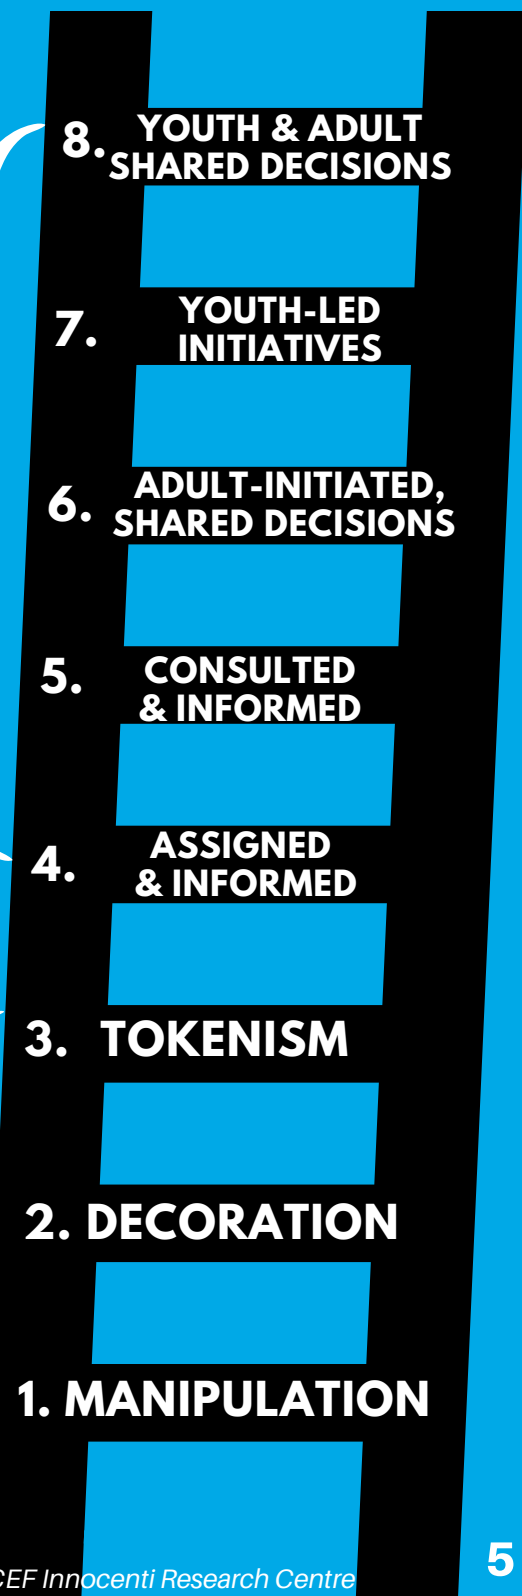 8. YOUTH & ADULT
SHARED DECISIONS
7. YOUTH-LED
INITIATIVES
6. ADULT-INITIATED,
SHARED DECISIONS
5. CONSULTED
& INFORMED
4. ASSIGNED
& INFORMED
3. TOKENISM
2. DECORATION
1. MANIPULATION
Innocenti Research Centre
5